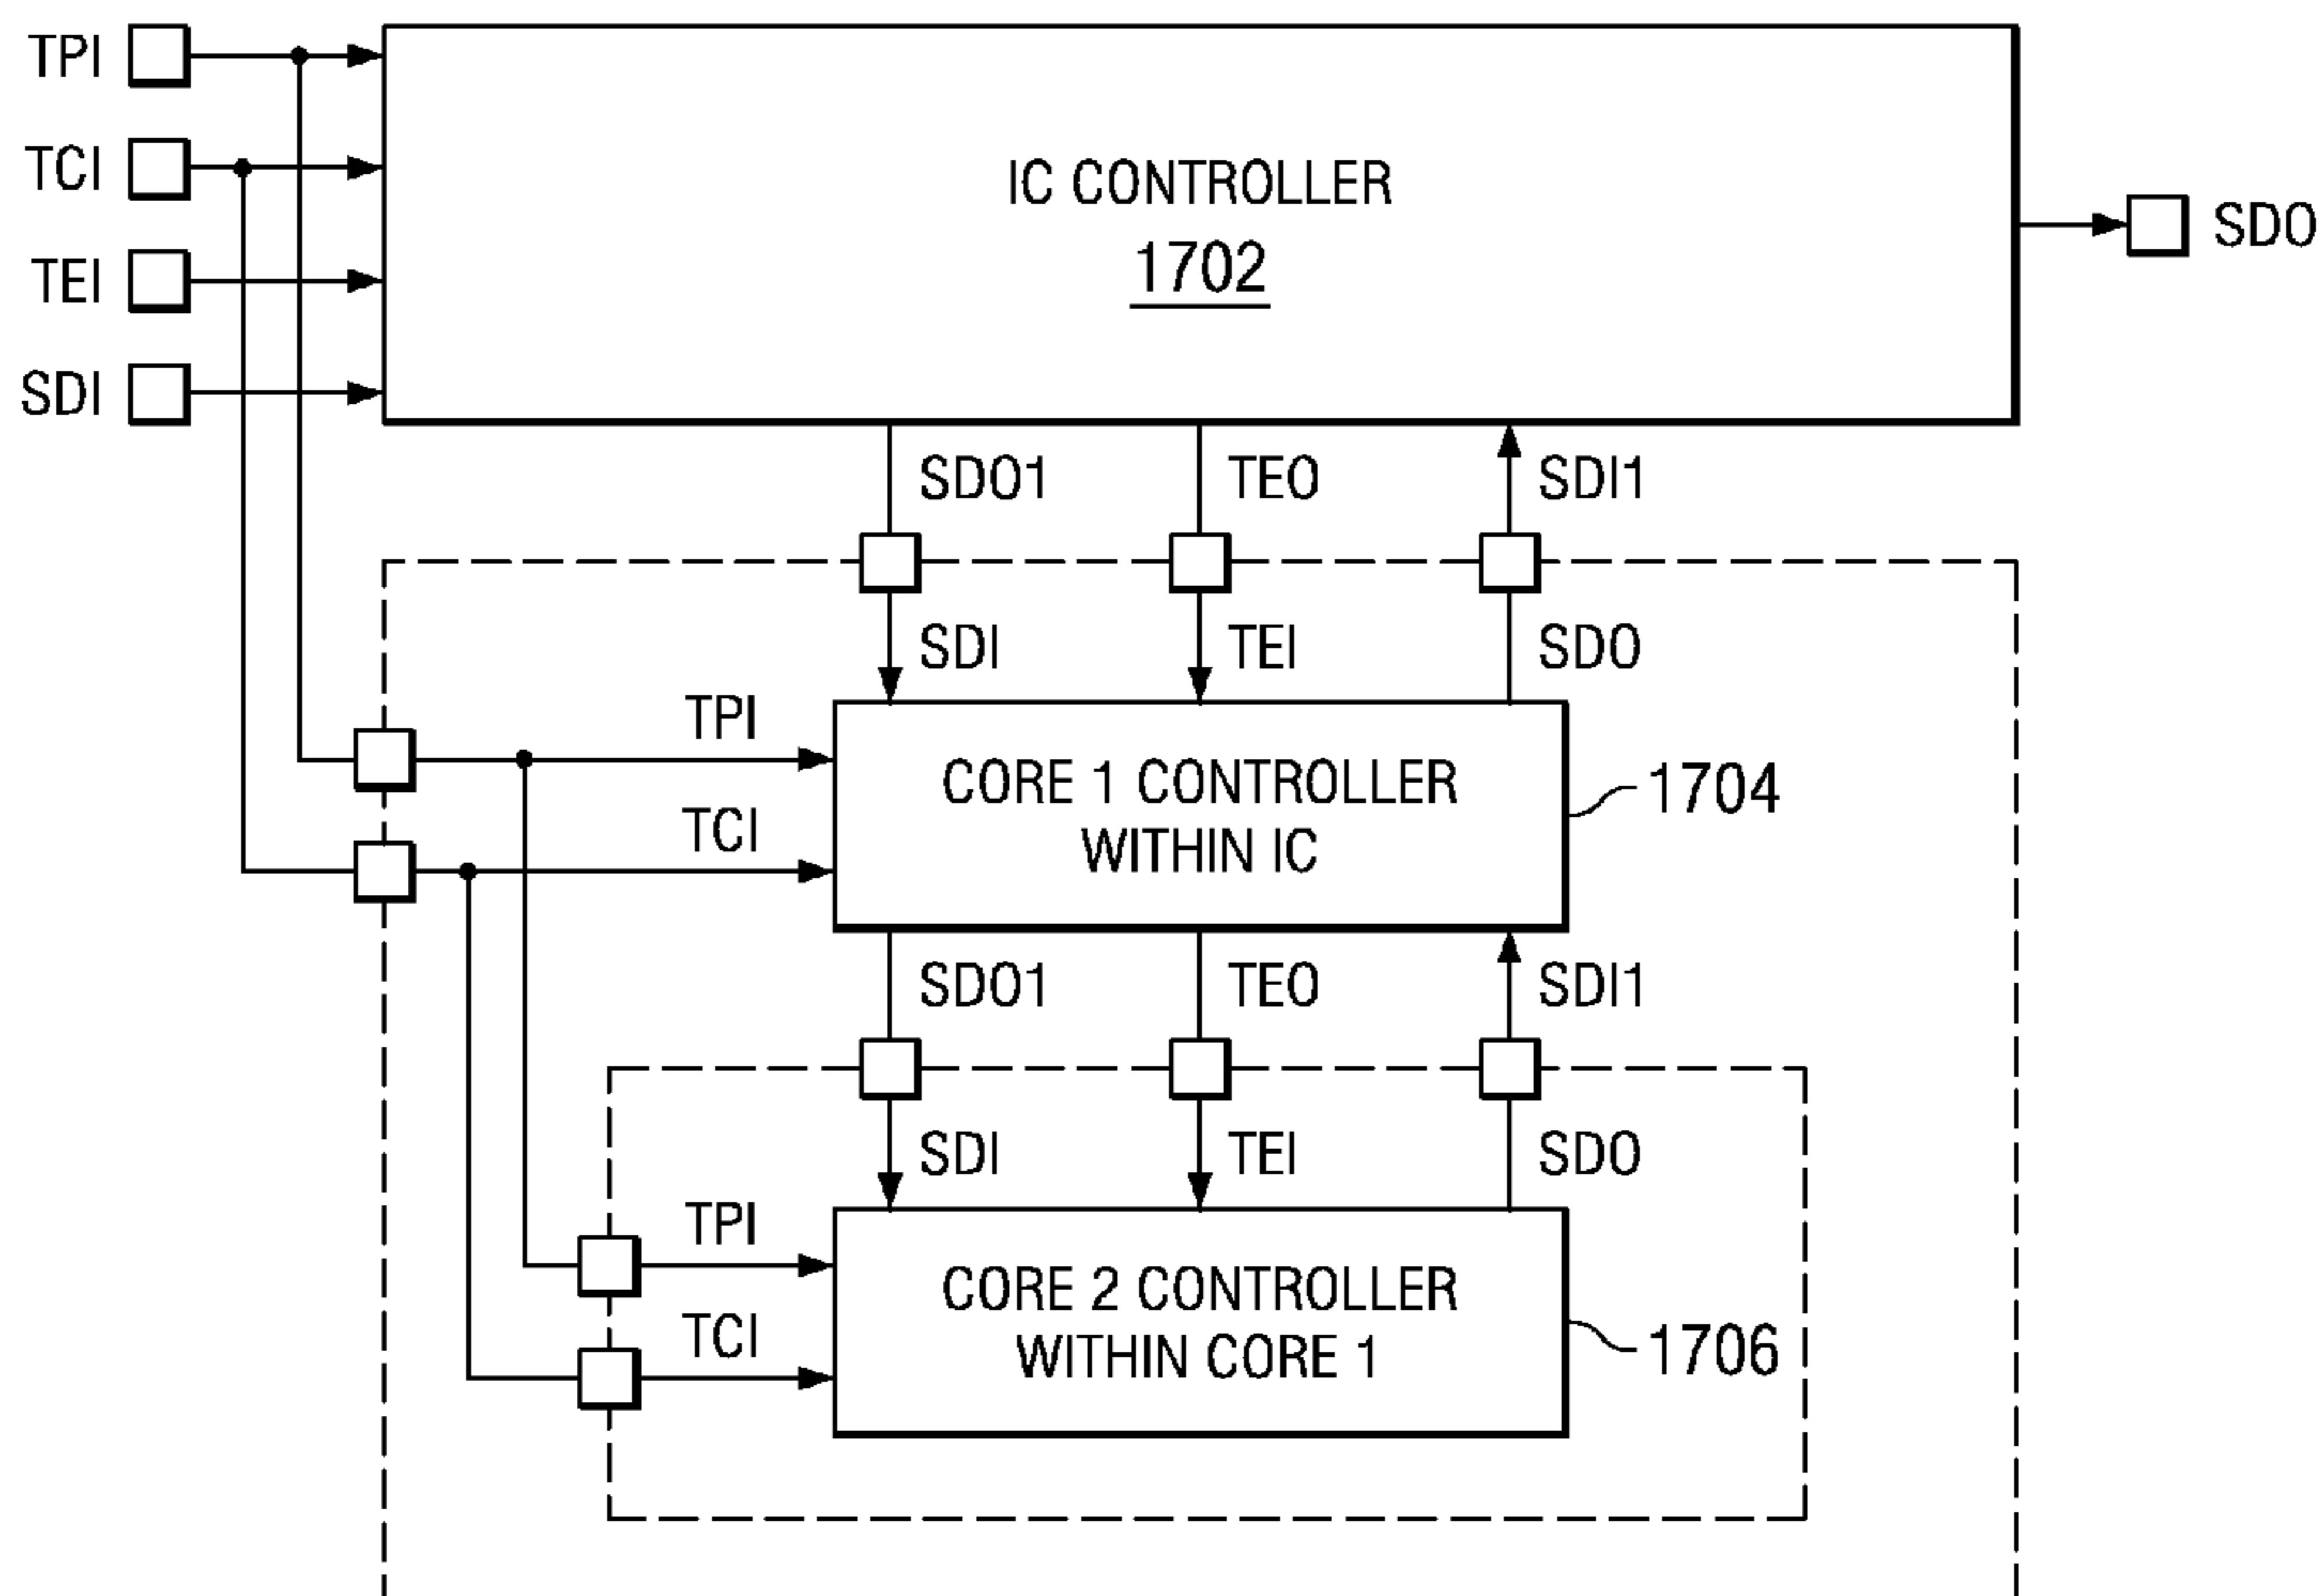 TPI
TCI
TEI
SDI
IC CONTROLLER
1702
SDO
SDO1 TEO SDI1
SDI TEI SDO
TPI
TCI
CORE 1 CONTROLLER
WITHIN IC
1704
SDO1 TEO SDI1
SDI TEI SDO
TPI
TCI
CORE 2 CONTROLLER
WITHIN CORE 1
1706